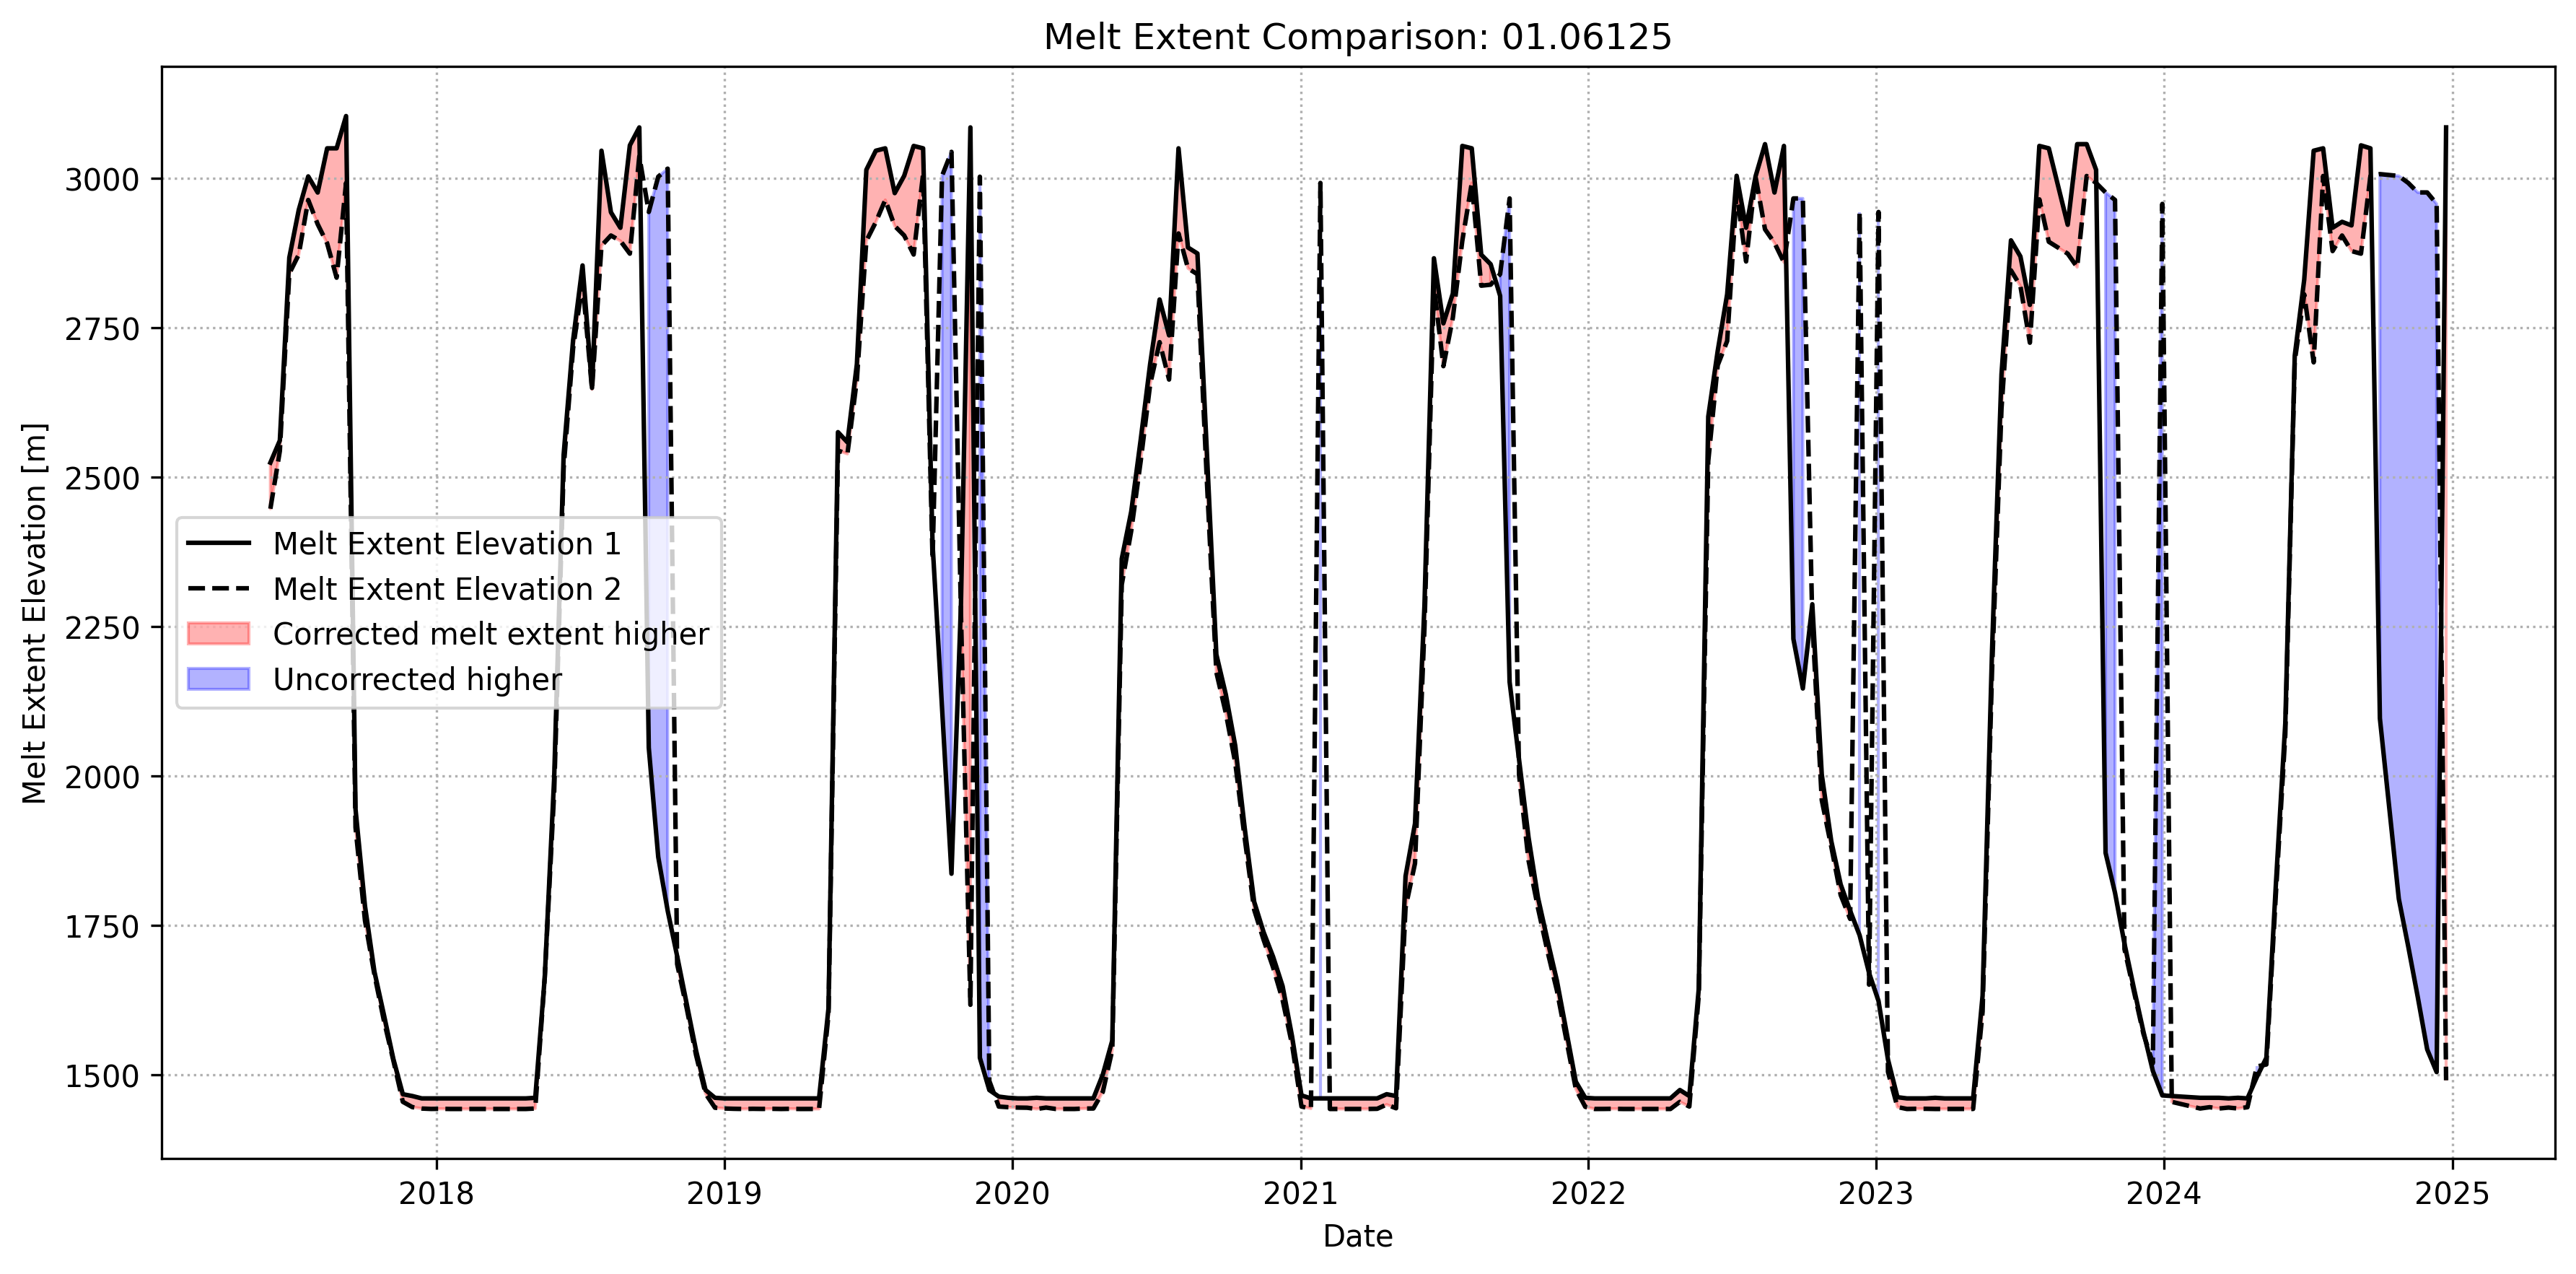 Melt Extent Comparison: 01.06125
Melt Extent Elevation [m]
3000
2750
2500
2250
2000
1750
1500
Melt Extent Elevation 1
Melt Extent Elevation 2
Corrected melt extent higher
Uncorrected higher
2018 2019 2020 2021 2022 2023 2024 2025
Date